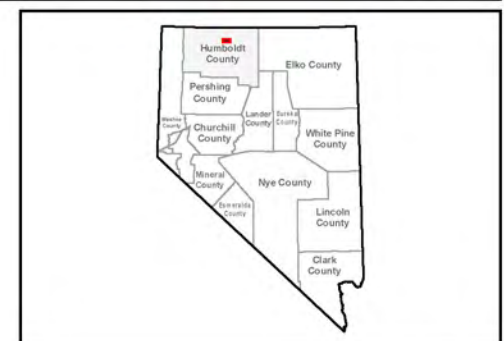 Humboldt
County
Elko County
Pershing
County
Lander
County
Eureka
County
Washoe
County
Churchill
County
White Pine
County
Mineral
County
Nye County
Esmeralda
County
Lincoln
County
Clark
County